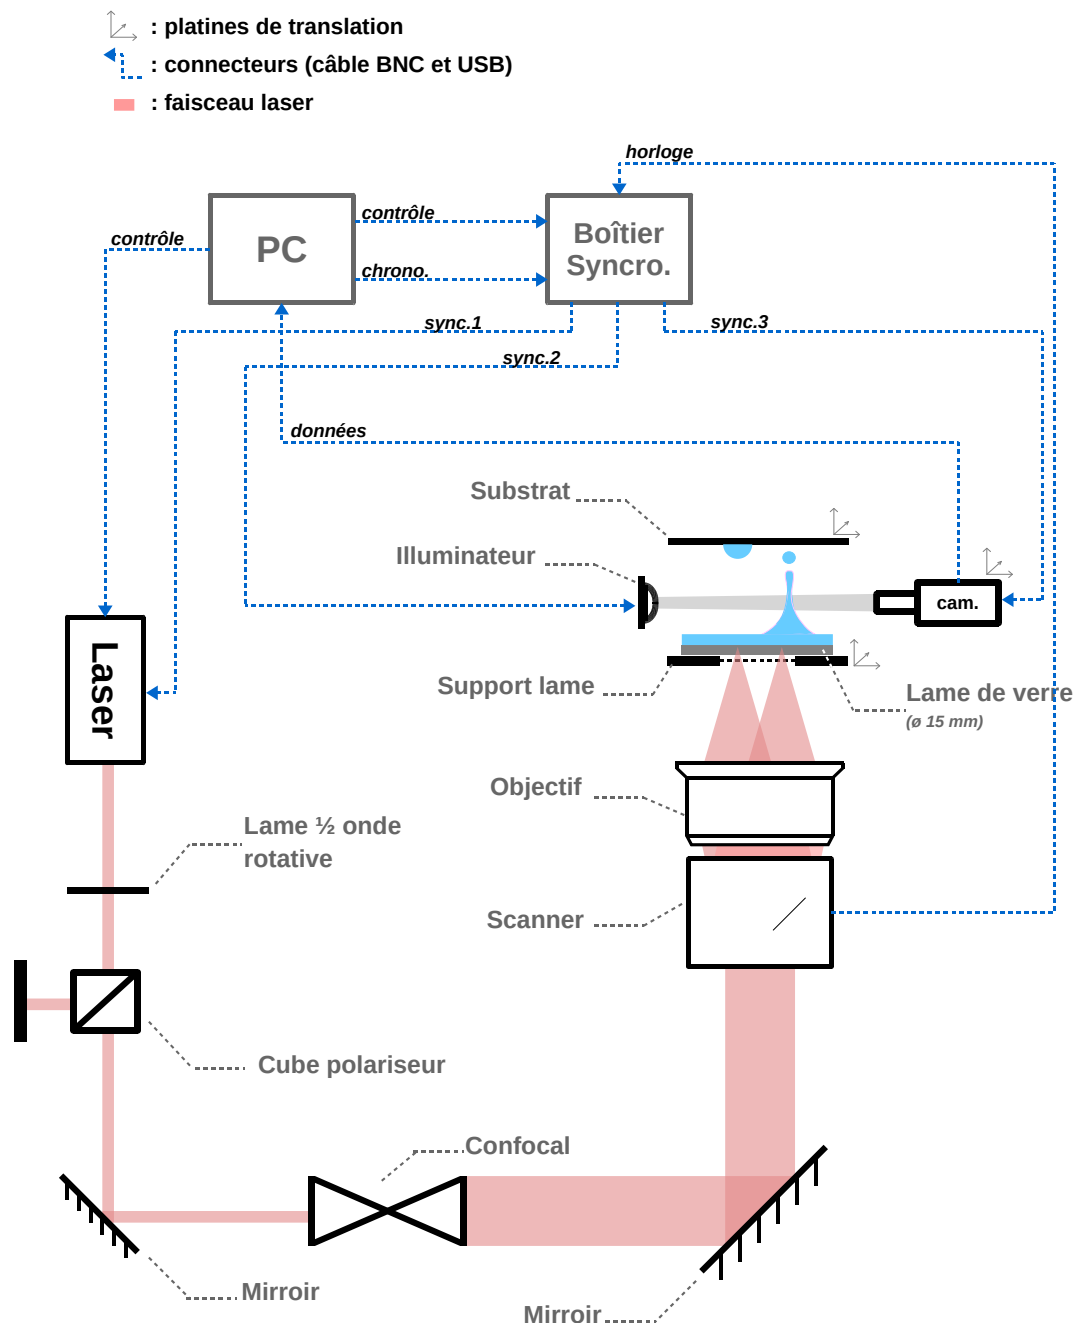 : platines de translation
: connecteurs (câble BNC et USB)
: faisceau laser
horloge
PC
contrôle
contrôle
chrono.
Boîtier
Syncro.
sync.1
sync.2
sync.3
données
Substrat
Illuminateur
cam.
Laser
Support lame
Lame de verre
(ø 15 mm)
Objectif
Lame ½ onde
rotative
Scanner
Cube polariseur
Confocal
Mirroir
Mirroir